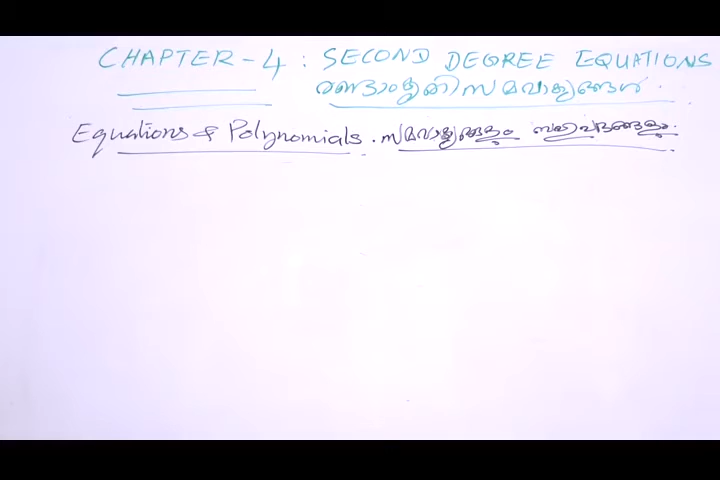 CHAPTER-4 : SECOND DEGREE EQUATIONS
രണ്ടാംകൃതി സമവാക്യങ്ങൾ.
Equations & Polynomials . സമവാക്യങ്ങളും ബഹുപദങ്ങളും.